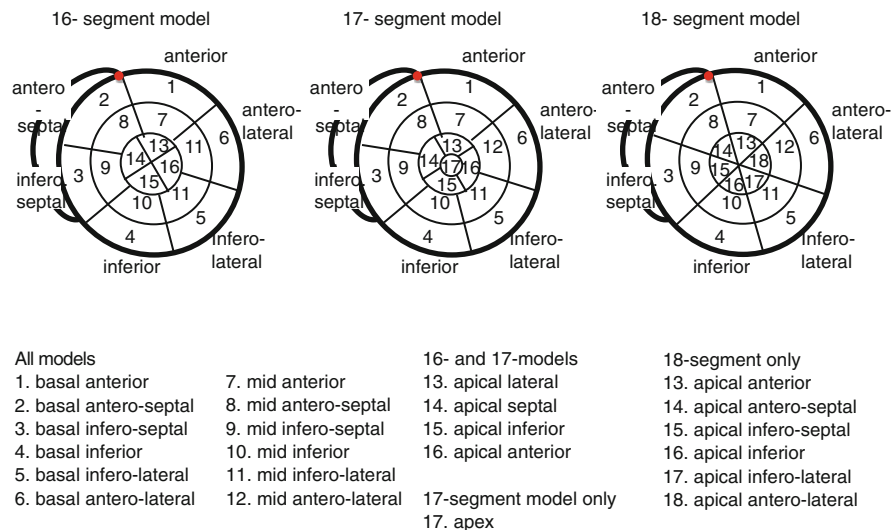 16- segment model
17- segment model
18- segment model
anterior
antero
-
septal
antero-
lateral
infero.
septal
Infero-
lateral
inferior
1
2
3
4
5
6
7
8
9
10
11
11
13
14
15
16
anterior
antero
-
septal
antero-
lateral
infero.
septal
Infero-
lateral
inferior
1
2
3
4
5
6
7
8
9
10
11
12
13
14
15
16
17
anterior
antero
-
septal
antero-
lateral
infero.
septal
Infero-
lateral
inferior
1
2
3
4
5
6
7
8
9
10
11
12
13
14
15
16
17
18
All models
1. basal anterior
2. basal antero-septal
3. basal infero-septal
4. basal inferior
5. basal infero-lateral
6. basal antero-lateral
7. mid anterior
8. mid antero-septal
9. mid infero-septal
10. mid inferior
11. mid infero-lateral
12. mid antero-lateral
16- and 17-models
13. apical lateral
14. apical septal
15. apical inferior
16. apical anterior
17-segment model only
17. apex
18-segment only
13. apical anterior
14. apical antero-septal
15. apical infero-septal
16. apical inferior
17. apical infero-lateral
18. apical antero-lateral